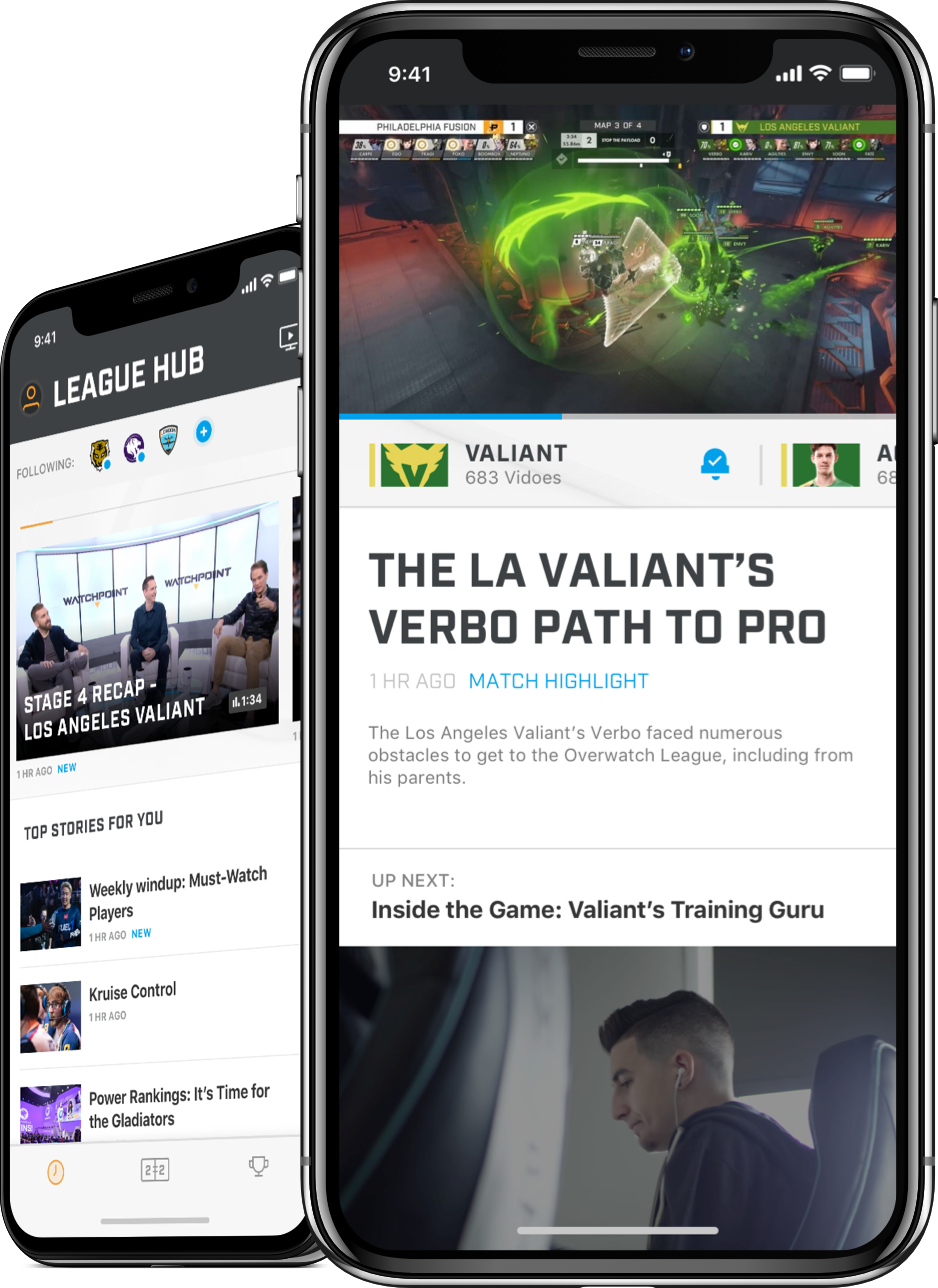 9:41
LEAGUE HUB
FOLLOWING:
WATCHPOINT
WATCHPOINT
STAGE 4 RECAP -
LOS ANGELES VALIANT
1:34
1 HR AGO NEW
TOP STORIES FOR YOU
Weekly windup: Must-Watch
Players
1 HR AGO NEW
Kruise Control
1 HR AGO
Power Rankings: It's Time for
the Gladiators
2 2
9:41
PHILADELPHIA FUSION 1
MAP 3 OF 4
1 LOS ANGELES VALIANT
2 STOP THE PAYLOAD 0
VALIANT
683 Vidoes
68
THE LA VALIANT'S
VERBO PATH TO PRO
1 HR AGO MATCH HIGHLIGHT
The Los Angeles Valiant's Verbo faced numerous
obstacles to get to the Overwatch League, including from
his parents.
UP NEXT:
Inside the Game: Valiant's Training Guru